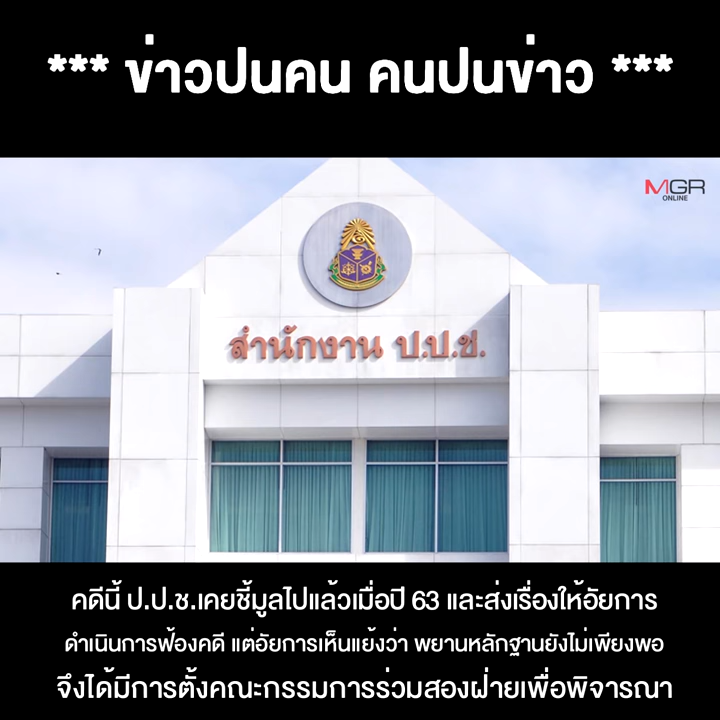 *** ข่าวปนคน คนปนข่าว ***
MGR
ONLINE
สำนักงาน ป.ป.ช.
คดีนี้ ป.ป.ช.เคยชี้มูลไปแล้วเมื่อปี 63 และส่งเรื่องให้อัยการ
ดำเนินการฟ้องคดี แต่อัยการเห็นแย้งว่า พยานหลักฐานยังไม่เพียงพอ
จึงได้มีการตั้งคณะกรรมการร่วมสองฝ่ายเพื่อพิจารณา